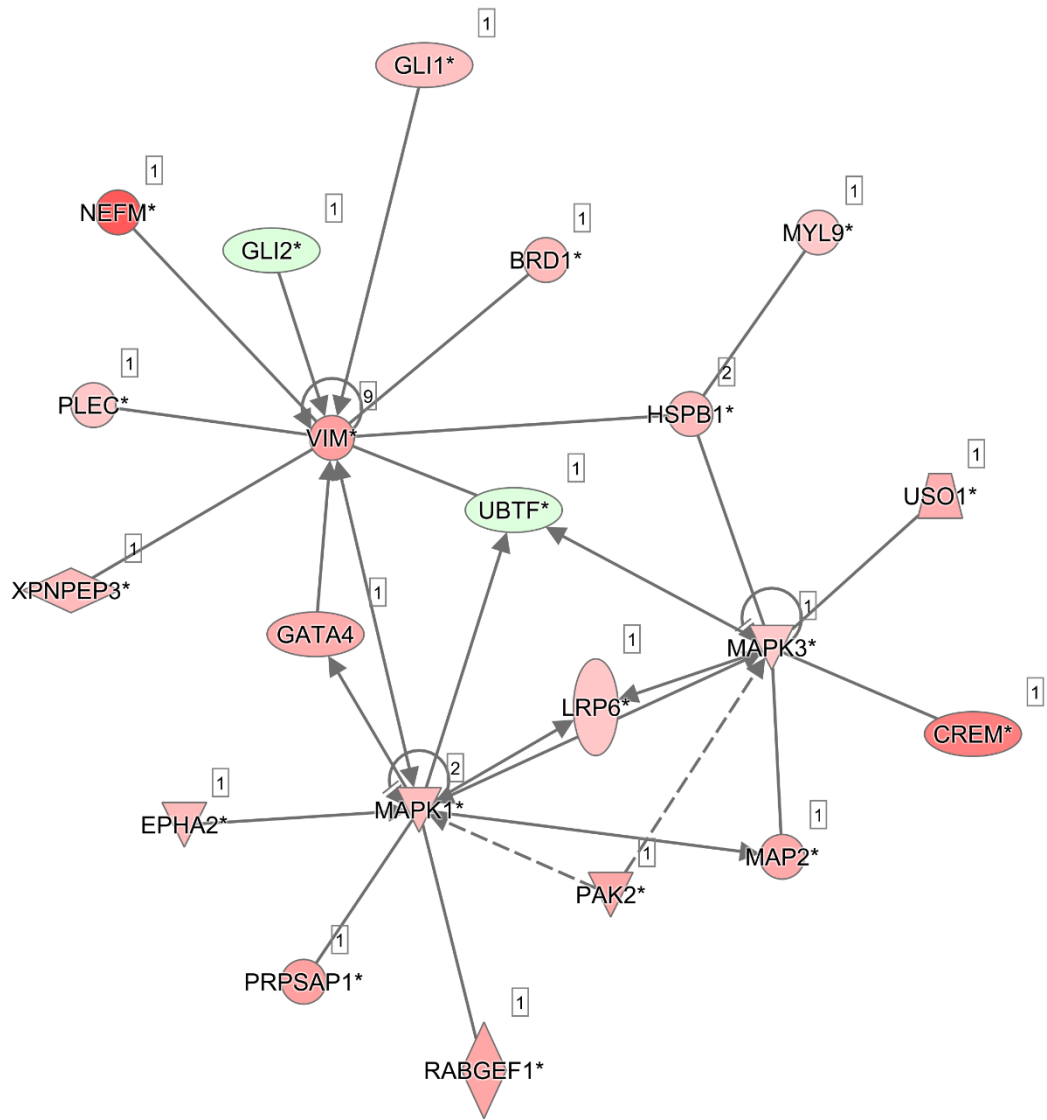 1
GLI1*
1
NEFM*
1
GLI2*
1
BRD1*
1
MYL9*
1
PLEC*
9
VIM*
2
HSPB1*
1
UBTF*
1
USO1*
1
XPNPEP3*
1
GATA4
1
MAPK3*
1
LRP6*
1
CREM*
2
MAPK1*
1
EPHA2*
1
MAP2*
1
PAK2*
1
PRPSAP1*
1
RABGEF1*